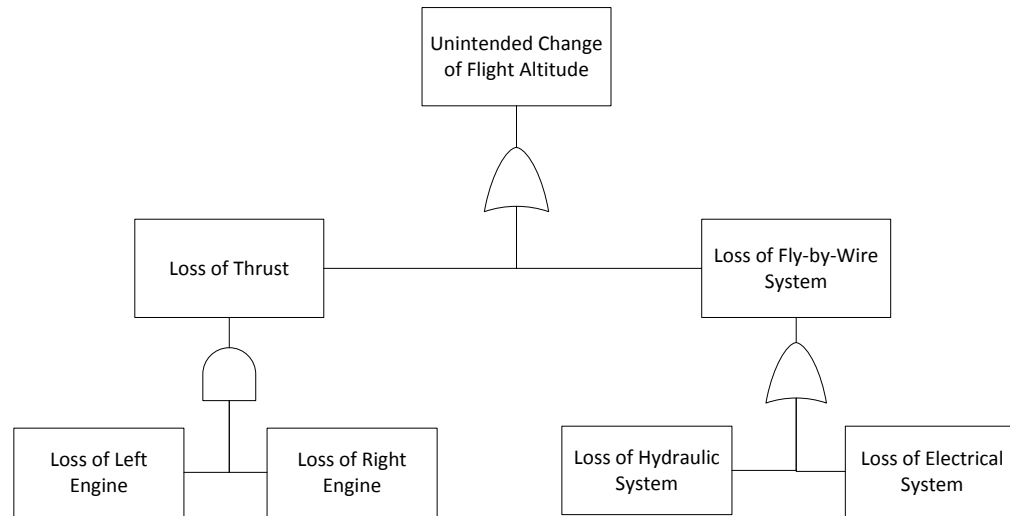 Unintended Change
of Flight Altitude
Loss of Thrust
Loss of Fly-by-Wire
System
Loss of Left
Engine
Loss of Right
Engine
Loss of Hydraulic
System
Loss of Electrical
System